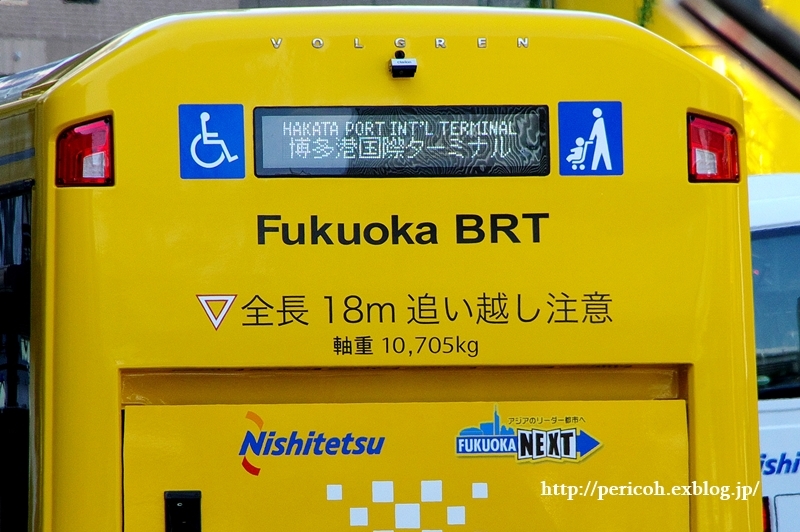 VOLGREN
HAKATA PORT INT'L TERMINAL
博多港国際ターミナル
Fukuoka BRT
全長 18m 追い越し注意
軸重 10,705kg
Nishitetsu
アジアのリーダー都市へ
FUKUOKA NEXT
http://pericoh.exblog.jp/
ishi